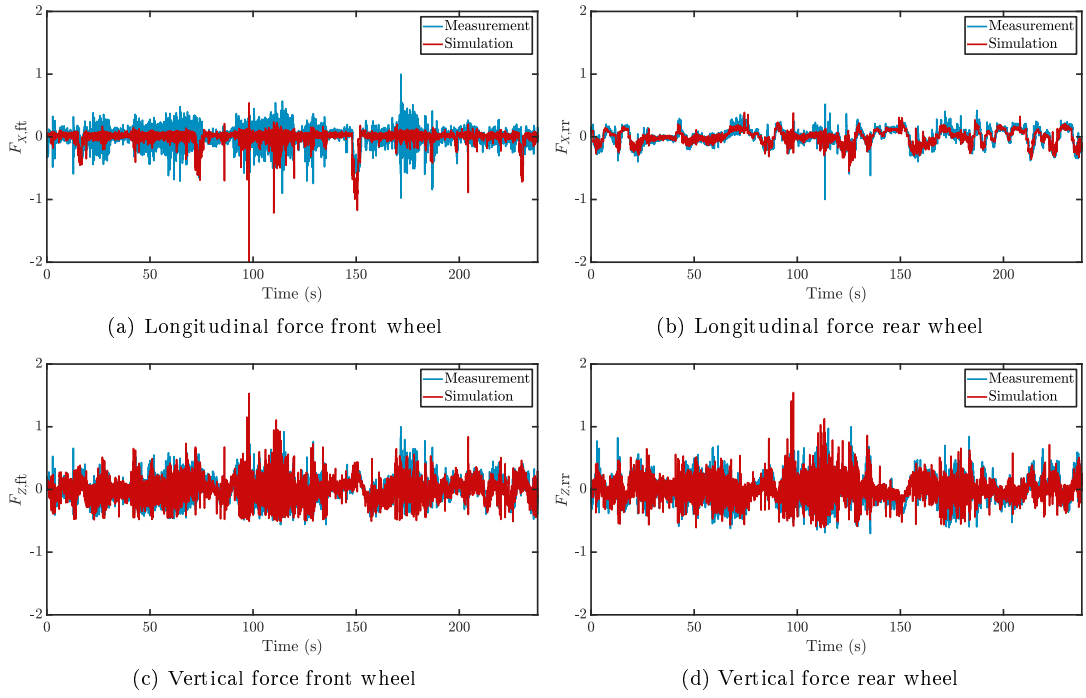 2
1
0
-1
-2
F_X,ft
Measurement
Simulation
0 50 100 150 200
Time (s)
(a) Longitudinal force front wheel
2
1
0
-1
-2
F_X,rr
Measurement
Simulation
0 50 100 150 200
Time (s)
(b) Longitudinal force rear wheel
2
1
0
-1
-2
F_Z,ft
Measurement
Simulation
0 50 100 150 200
Time (s)
(c) Vertical force front wheel
2
1
0
-1
-2
F_Z,rr
Measurement
Simulation
0 50 100 150 200
Time (s)
(d) Vertical force rear wheel